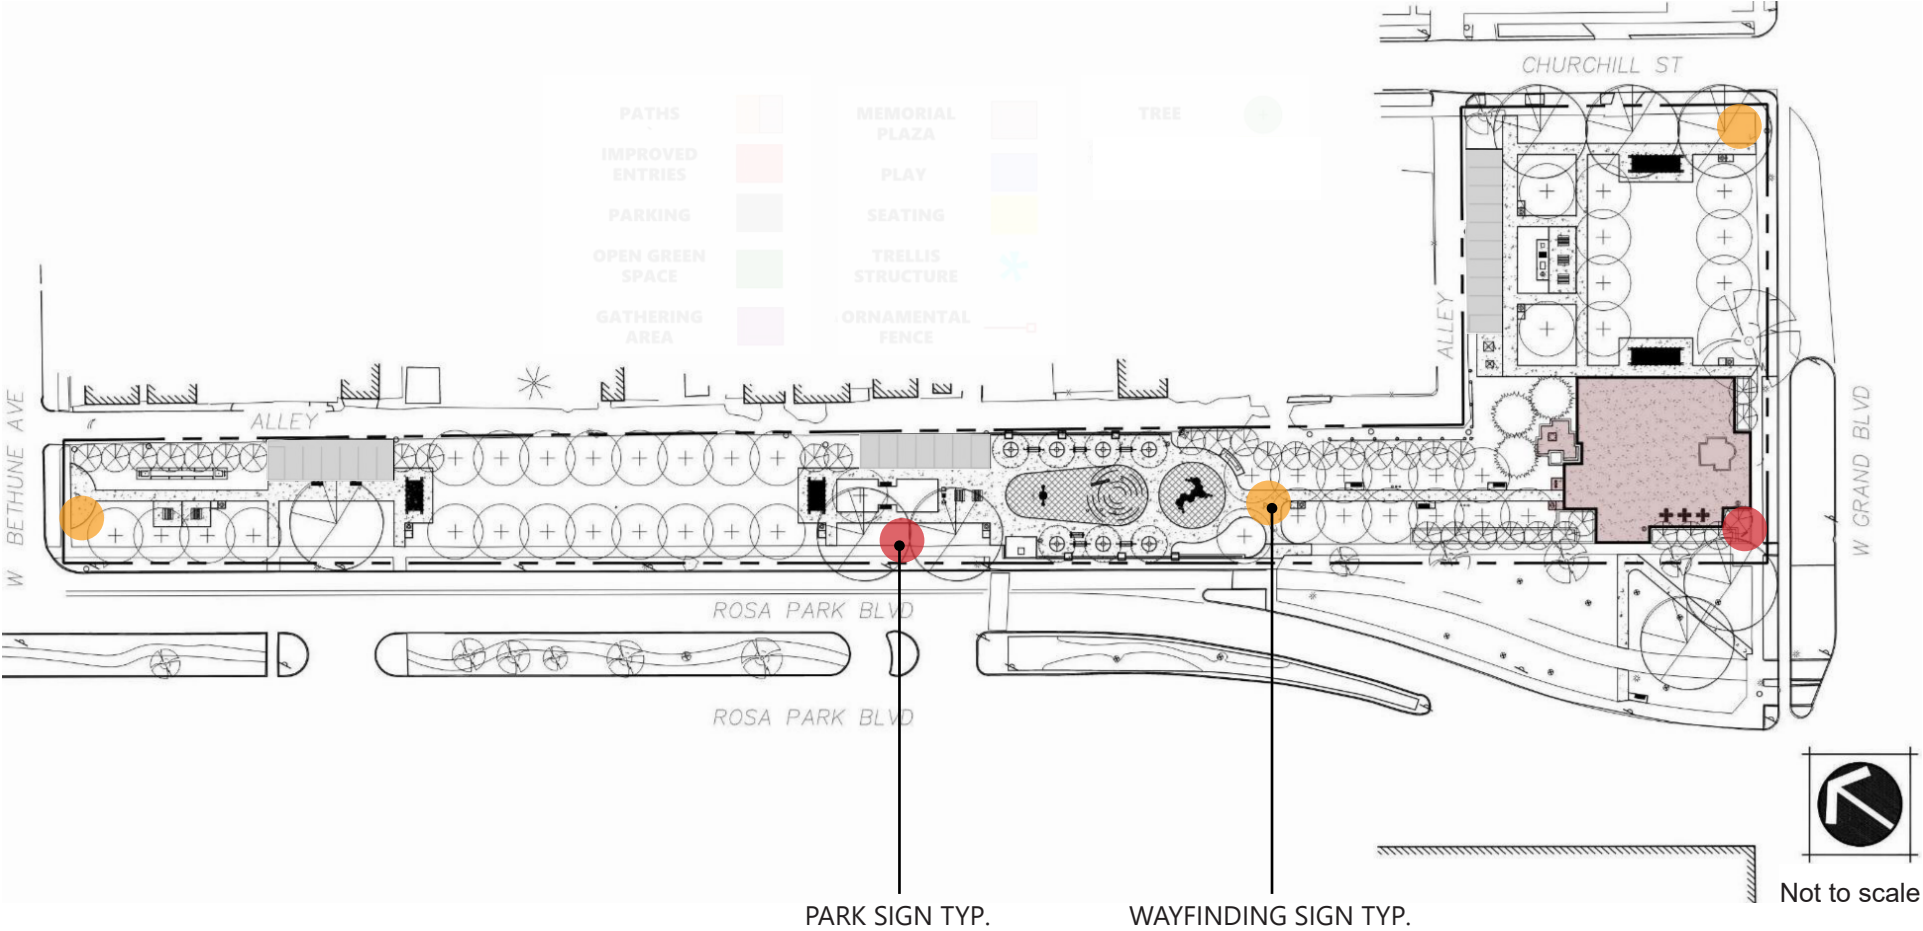 CHURCHILL ST
PATHS
IMPROVED
ENTRIES
PARKING
OPEN GREEN
SPACE
GATHERING
AREA
MEMORIAL
PLAZA
PLAY
SEATING
TRELLIS
STRUCTURE
ORNAMENTAL
FENCE
TREE
ALLEY
ALLEY
W BETHUNE AVE
W GRAND BLVD
ROSA PARK BLVD
ROSA PARK BLVD
Not to scale
PARK SIGN TYP.
WAYFINDING SIGN TYP.